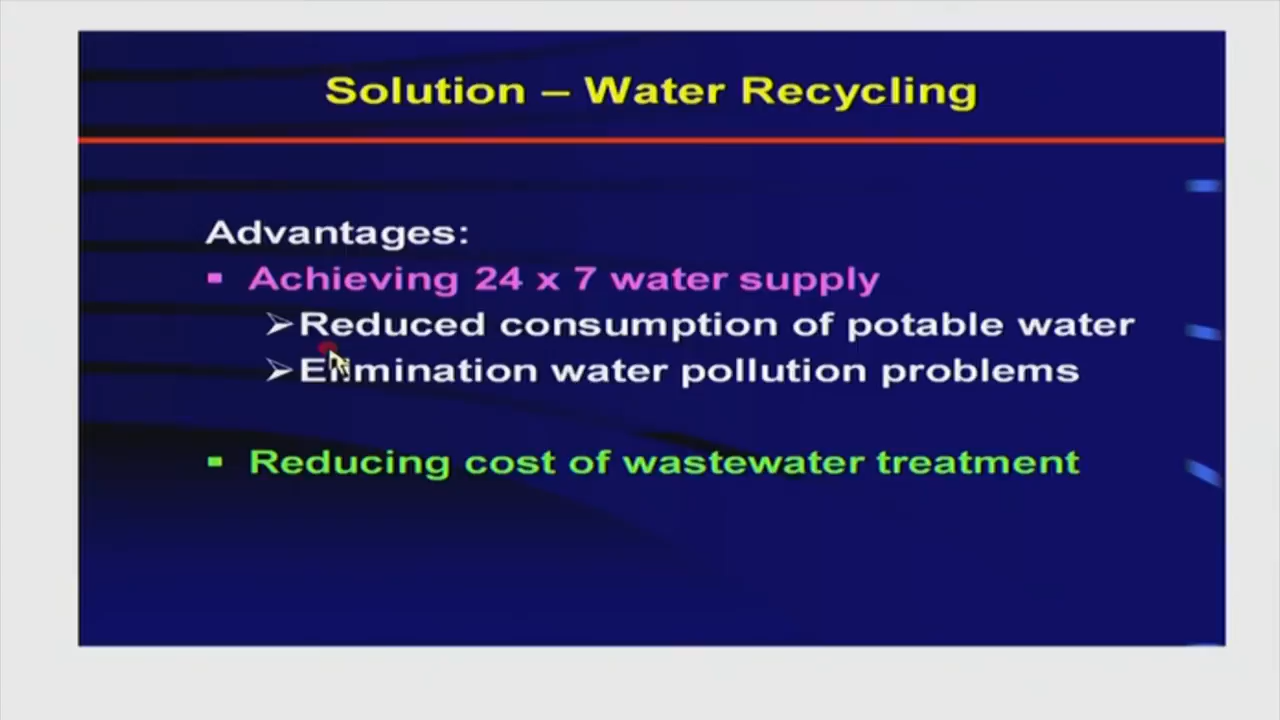 Solution – Water Recycling
Advantages:
▪ Achieving 24 x 7 water supply
➢Reduced consumption of potable water
➢Elimination water pollution problems
▪ Reducing cost of wastewater treatment